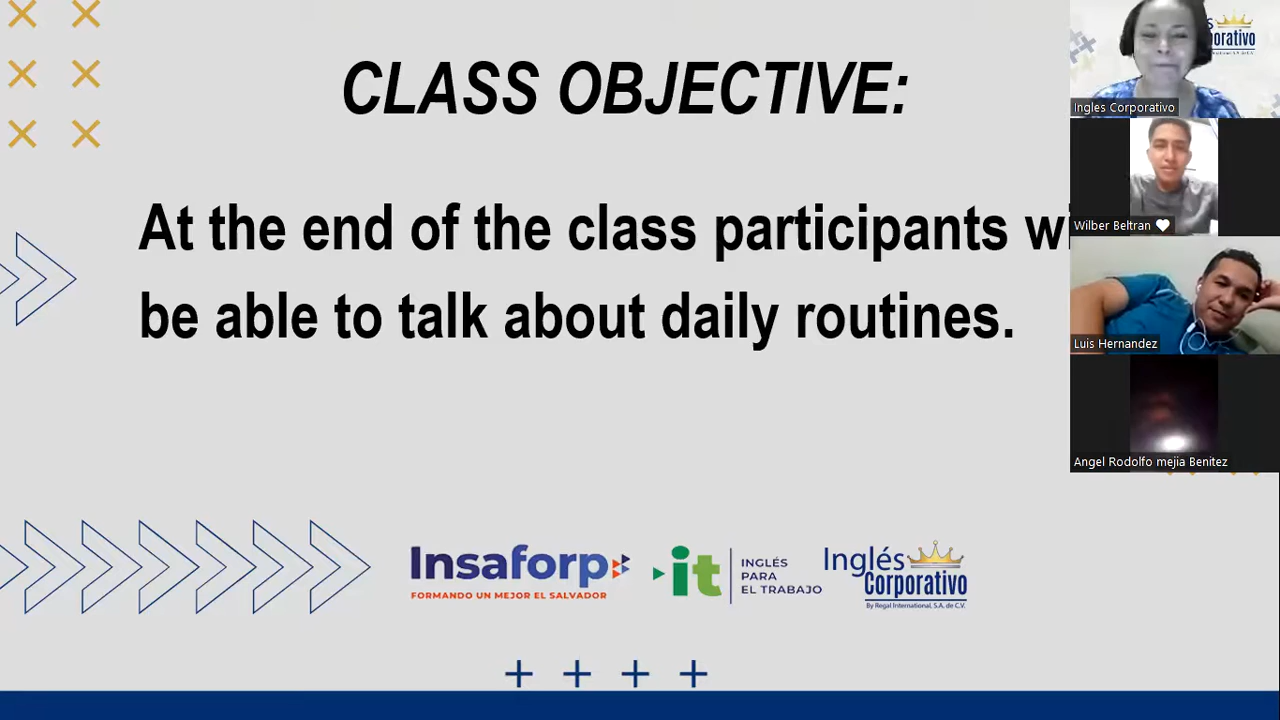 CLASS OBJECTIVE:
At the end of the class participants
be able to talk about daily routines.
Insaforp
FORMANDO UN MEJOR EL SALVADOR
it
INGLÉS
PARA
EL TRABAJO
Inglés
Corporativo
By Regal International, S.A. de C.V.
Ingles Corporativo
Wilber Beltran
Luis Hernandez
Angel Rodolfo mejia Benitez